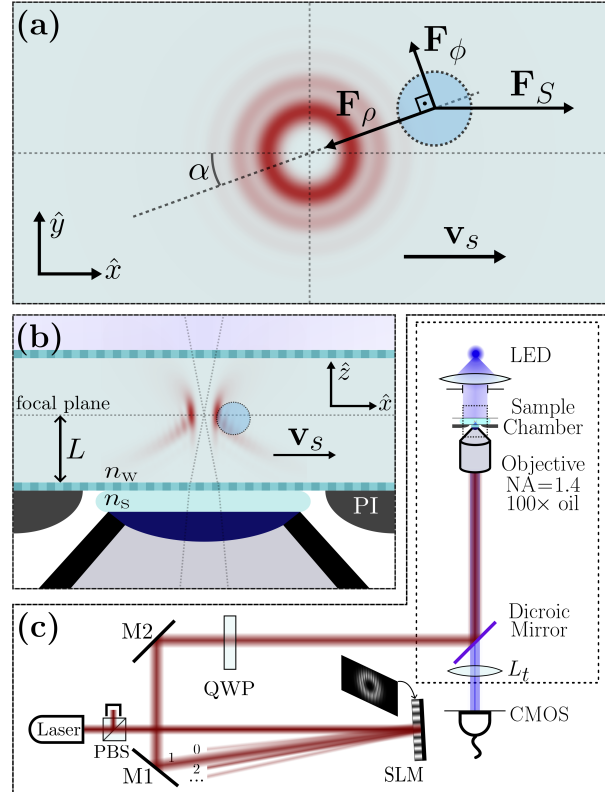 (a)
F_ϕ
F_ρ
F_S
α
ŷ
x̂
v_s
(b)
ẑ
x̂
focal plane
L
v_s
n_w
n_s
PI
LED
Sample
Chamber
Objective
NA=1.4
100× oil
Dicroic
Mirror
L_t
CMOS
(c)
M2
QWP
Laser
PBS
M1
1
0
2
...
SLM